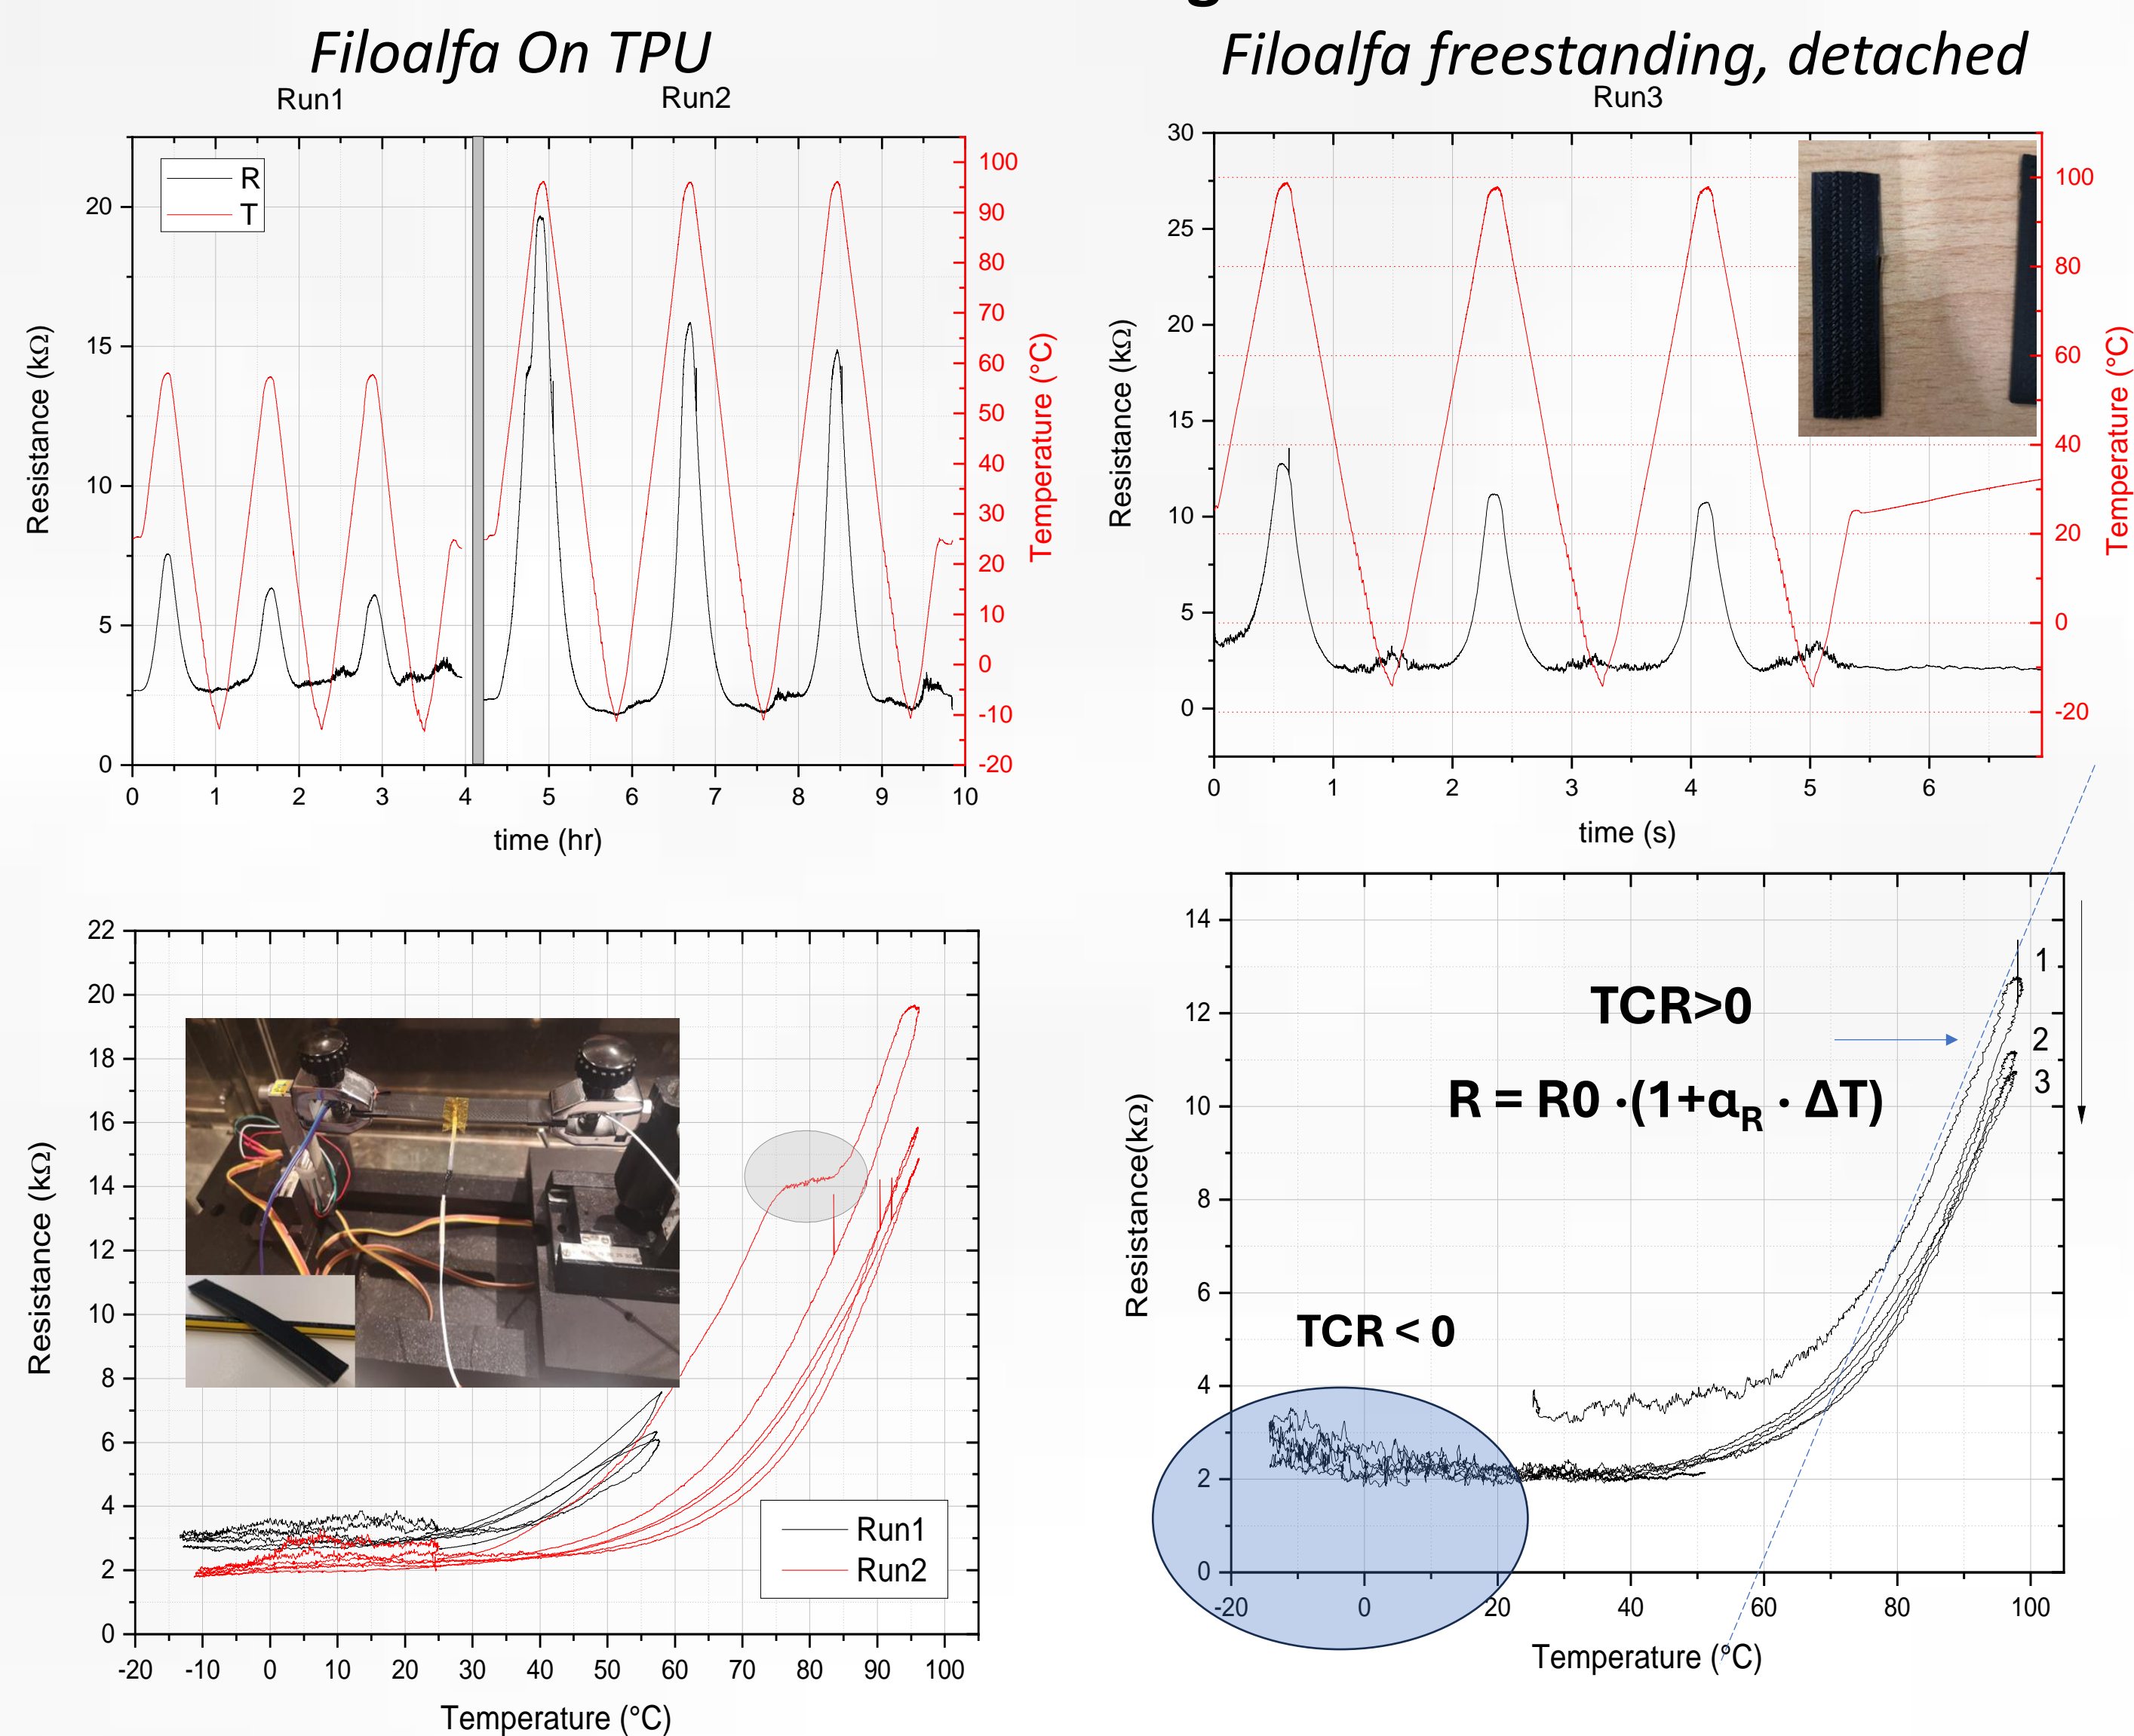 g
Filoalfa On TPU
Run1
Run2
R
T
20
15
10
5
0
Resistance (kΩ)
100
90
80
70
60
50
40
30
20
10
0
-10
-20
Temperature (°C)
0 1 2 3 4 5 6 7 8 9 10
time (hr)
Filoalfa freestanding, detached
Run3
30
25
20
15
10
5
0
Resistance (kΩ)
100
80
60
40
20
0
-20
Temperature (°C)
0 1 2 3 4 5 6
time (s)
22
20
18
16
14
12
10
8
6
4
2
0
Resistance (kΩ)
Run1
Run2
-20 -10 0 10 20 30 40 50 60 70 80 90 100
Temperature (°C)
14
12
10
8
6
4
2
0
Resistance(kΩ)
TCR>0
R = R0 ·(1+αR · ΔT)
TCR < 0
1
2
3
-20 0 20 40 60 80 100
Temperature (°C)